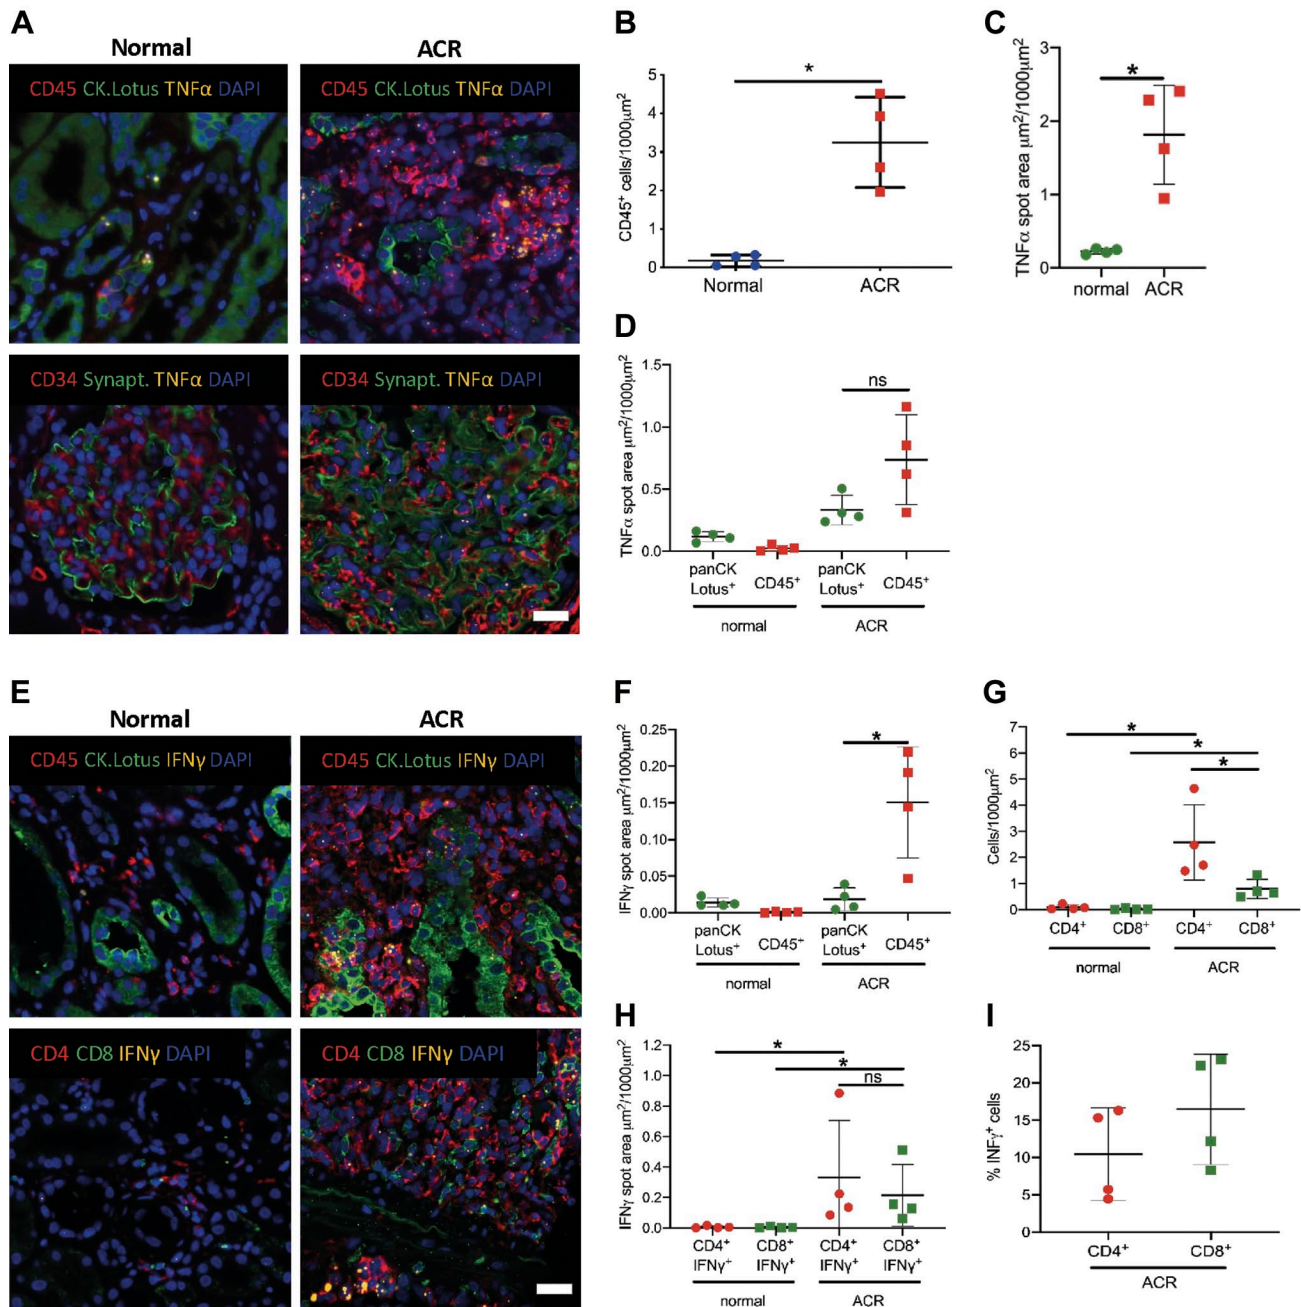 A
Normal
ACR
CD45 CK.Lotus TNFα DAPI
CD45 CK.Lotus TNFα DAPI
CD34 Synapt. TNFα DAPI
CD34 Synapt. TNFα DAPI
B
CD45⁺ cells/1000µm²
5
4
3
2
1
0
*
Normal
ACR
C
TNFα spot area µm²/1000µm²
3
2
1
0
*
normal
ACR
D
TNFα spot area µm²/1000µm²
1.5
1.0
0.5
0.0
ns
panCK
Lotus⁺
CD45⁺
panCK
Lotus⁺
CD45⁺
normal
ACR
E
Normal
ACR
CD45 CK.Lotus IFNγ DAPI
CD45 CK.Lotus IFNγ DAPI
CD4 CD8 IFNγ DAPI
CD4 CD8 IFNγ DAPI
F
IFNγ spot area µm²/1000µm²
0.25
0.20
0.15
0.10
0.05
0.00
*
panCK
Lotus⁺
CD45⁺
panCK
Lotus⁺
CD45⁺
normal
ACR
G
Cells/1000µm²
7
6
5
4
3
2
1
0
*
*
*
CD4⁺
CD8⁺
CD4⁺
CD8⁺
normal
ACR
H
IFNγ spot area µm²/1000µm²
1.2
1.0
0.8
0.6
0.4
0.2
0.0
*
*
ns
CD4⁺
IFNγ⁺
CD8⁺
IFNγ⁺
CD4⁺
IFNγ⁺
CD8⁺
IFNγ⁺
normal
ACR
I
% INFγ⁺ cells
25
20
15
10
5
0
CD4⁺
CD8⁺
ACR